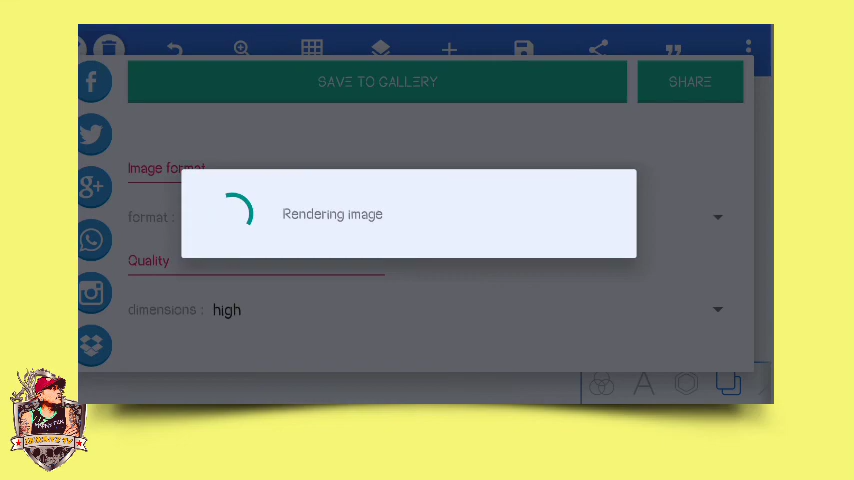 SAVE TO GALLERY
SHARE
Image format
format :
Rendering image
Quality
dimensions : high